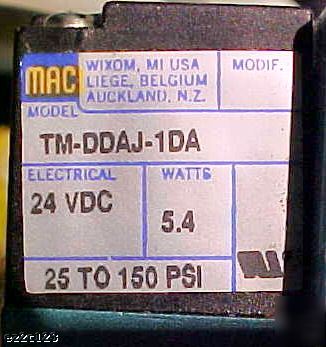 MAC
WIXOM, MI USA
LIEGE, BELGIUM
AUCKLAND, N.Z.
MODIF.
MODEL
TM-DDAJ-1DA
ELECTRICAL
WATTS
24 VDC
5.4
25 TO 150 PSI
ez2t123